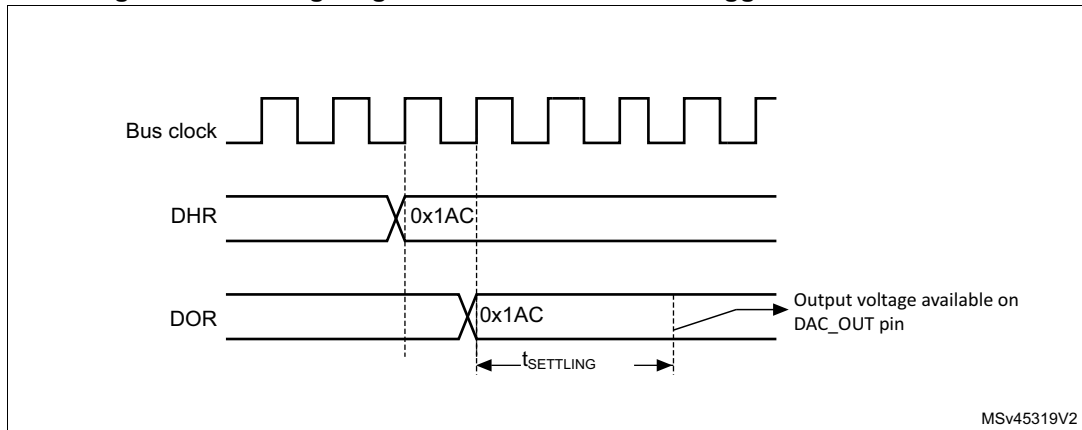 Bus clock
DHR
0x1AC
DOR
0x1AC
Output voltage available on
DAC_OUT pin
tSETTLING
MSv45319V2